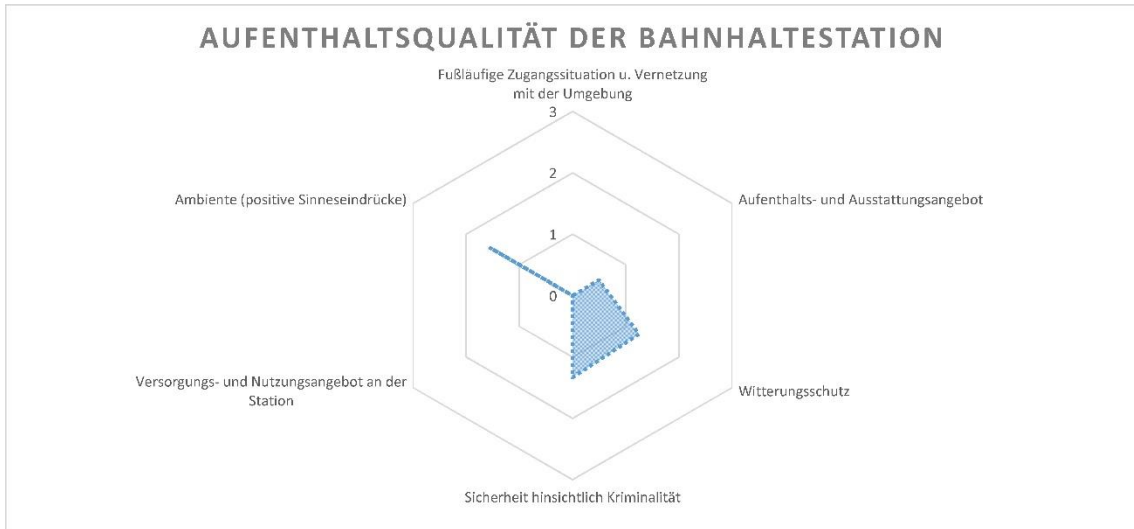 AUFENTHALTSQUALITÄT DER BAHNHALTESTATION
Fußläufige Zugangssituation u. Vernetzung
mit der Umgebung
3
2
1
0
Ambiente (positive Sinneseindrücke)
Aufenthalts- und Ausstattungsangebot
Versorgungs- und Nutzungsangebot an der
Station
Witterungsschutz
Sicherheit hinsichtlich Kriminalität